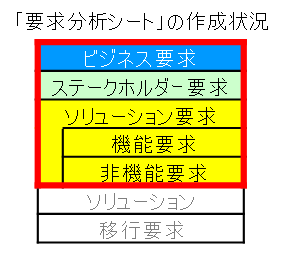 「要求分析シート」の作成状況
ビジネス要求
ステークホルダー要求
ソリューション要求
機能要求
非機能要求
ソリューション
移行要求